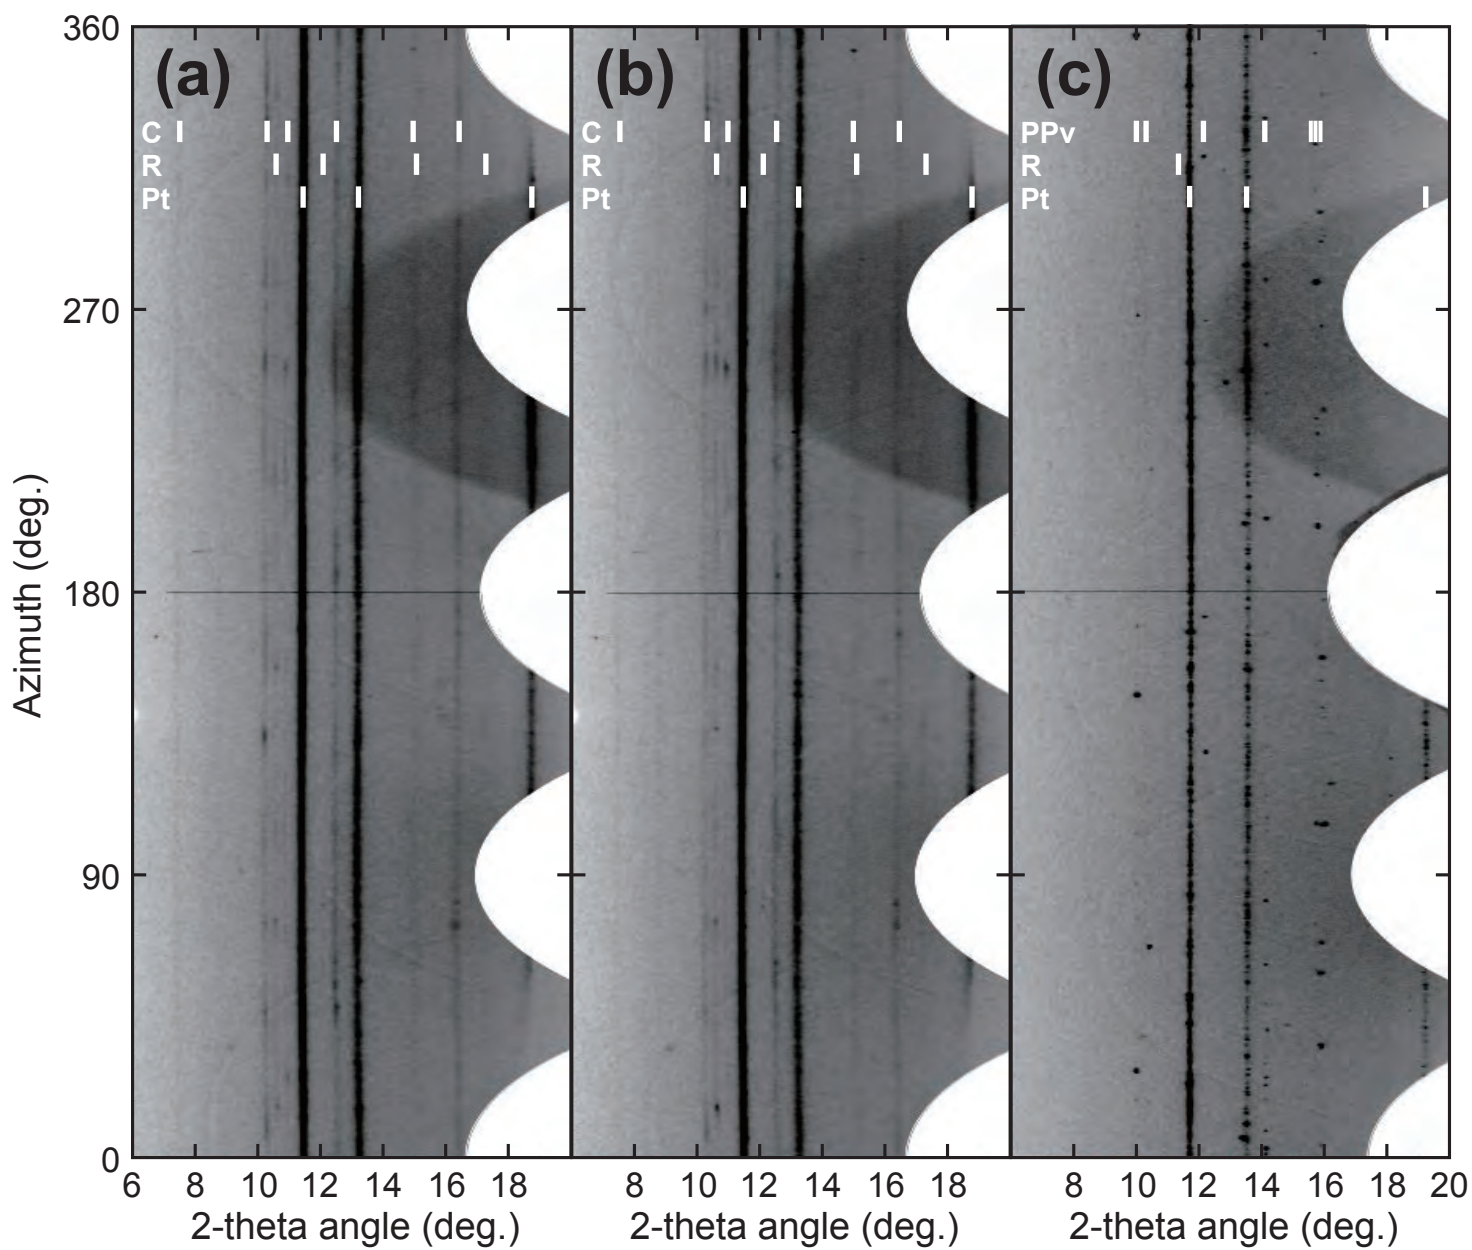 360
(a)
(b)
(c)
C
C
PPv
R
R
R
Pt
Pt
Pt
270
180
90
0
Azimuth (deg.)
6 8 10 12 14 16 18
8 10 12 14 16 18
8 10 12 14 16 18 20
2-theta angle (deg.)
2-theta angle (deg.)
2-theta angle (deg.)